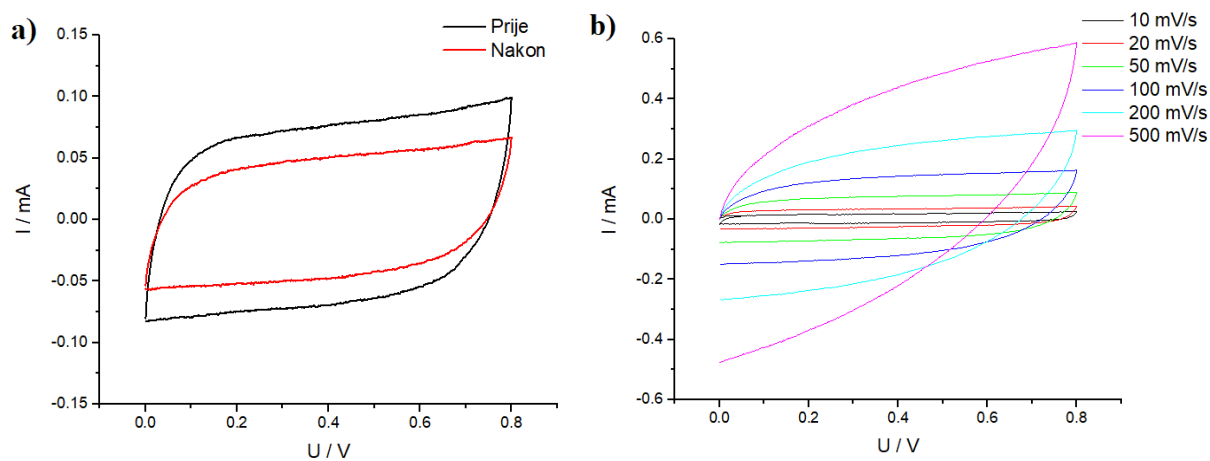 a)
Prije
Nakon
0.15
0.10
0.05
0.00
-0.05
-0.10
-0.15
I / mA
0.0
0.2
0.4
0.6
0.8
U / V
b)
10 mV/s
20 mV/s
50 mV/s
100 mV/s
200 mV/s
500 mV/s
0.6
0.4
0.2
0.0
-0.2
-0.4
-0.6
I / mA
0.0
0.2
0.4
0.6
0.8
U / V